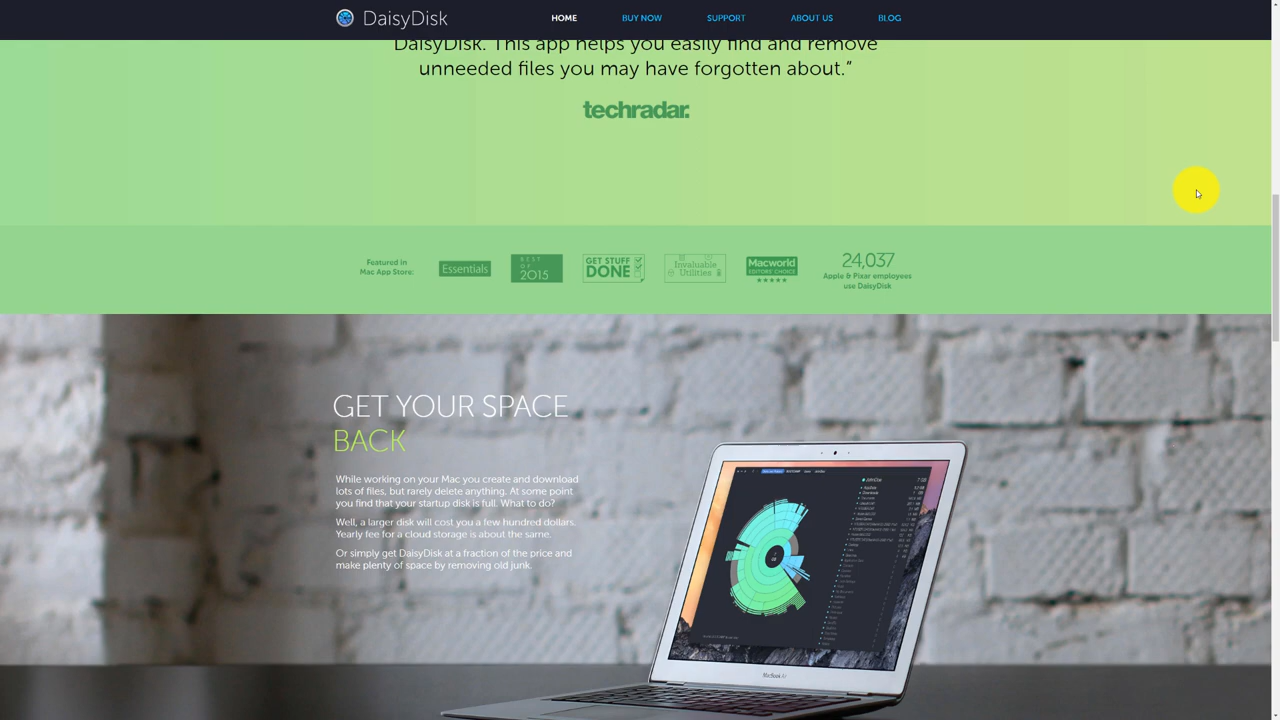 DaisyDisk
HOME
BUY NOW
SUPPORT
ABOUT US
BLOG
DaisyDisk. This app helps you easily find and remove
unneeded files you may have forgotten about.”
techradar.
Featured in
Mac App Store:
Essentials
BEST
OF
2015
GET STUFF
DONE
Invaluable
Utilities
Macworld
EDITORS' CHOICE
24,037
Apple & Pixar employees
use DaisyDisk
GET YOUR SPACE
BACK
While working on your Mac you create and download
lots of files, but rarely delete anything. At some point
you find that your startup disk is full. What to do?
Well, a larger disk will cost you a few hundred dollars.
Yearly fee for a cloud storage is about the same.
Or simply get DaisyDisk at a fraction of the price and
make plenty of space by removing old junk.
MacBook Air